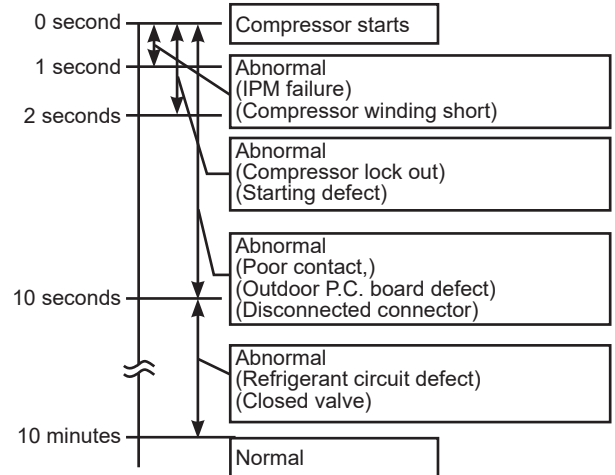 0 second
Compressor starts
1 second
Abnormal
(IPM failure)
(Compressor winding short)
2 seconds
Abnormal
(Compressor lock out)
(Starting defect)
Abnormal
(Poor contact,)
(Outdoor P.C. board defect)
(Disconnected connector)
10 seconds
Abnormal
(Refrigerant circuit defect)
(Closed valve)
10 minutes
Normal